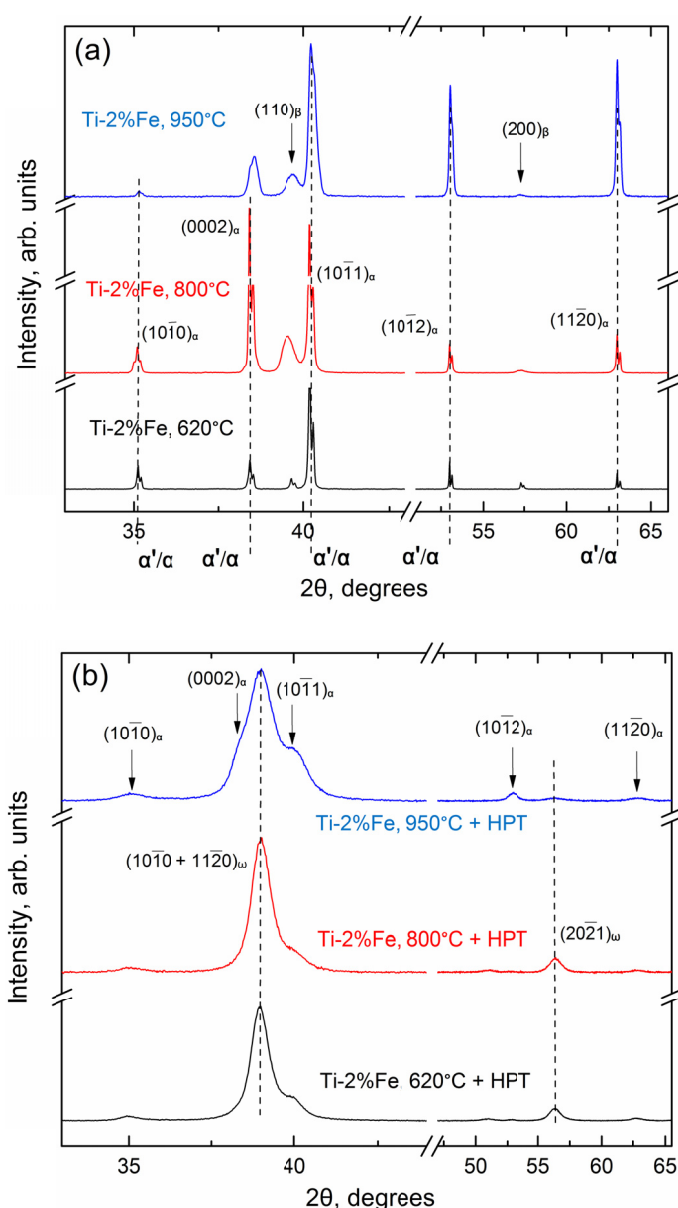 (a)
(110)β
Ti-2%Fe, 950°C
(200)β
(0002)α
Ti-2%Fe, 800°C
(101̅1)α
(101̅0)α
(101̅2)α
(112̅0)α
Ti-2%Fe, 620°C
Intensity, arb. units
35 40 55 60 65
α'/α α'/α α'/α α'/α α'/α
2θ, degrees
(b)
(0002)α
(101̅1)α
(101̅0)α
(101̅2)α
(112̅0)α
Ti-2%Fe, 950°C + HPT
(101̅0 + 112̅0)ω
Ti-2%Fe, 800°C + HPT
(202̅1)ω
Ti-2%Fe 620°C + HPT
Intensity, arb. units
35 40 50 55 60 65
2θ, degrees